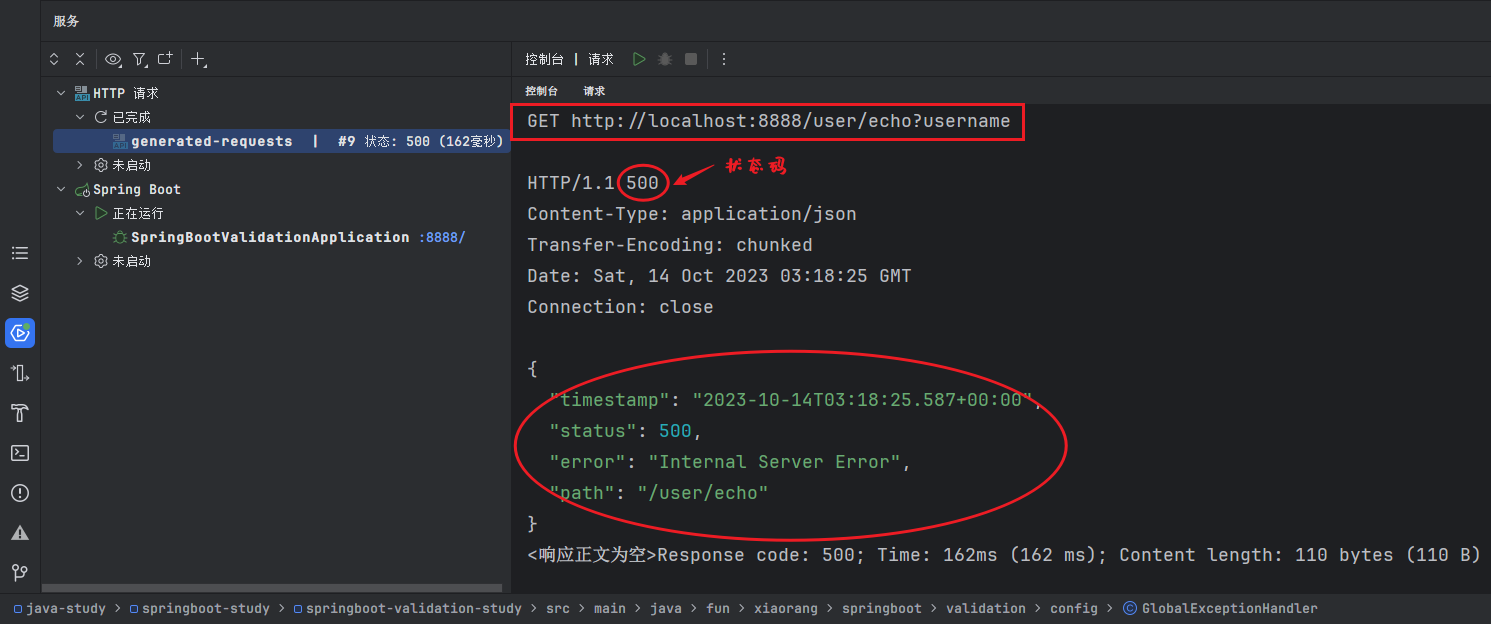 服务
控制台 | 请求
HTTP 请求
控制台 请求
已完成
GET http://localhost:8888/user/echo?username
generated-requests | #9 状态: 500 (162毫秒)
未启动
状态码
HTTP/1.1 500
Spring Boot
正在运行
Content-Type: application/json
SpringBootValidationApplication :8888/
Transfer-Encoding: chunked
未启动
Date: Sat, 14 Oct 2023 03:18:25 GMT
Connection: close
{
"timestamp": "2023-10-14T03:18:25.587+00:00",
"status": 500,
"error": "Internal Server Error",
"path": "/user/echo"
}
<响应正文为空>Response code: 500; Time: 162ms (162 ms); Content length: 110 bytes (110 B)
java-study > springboot-study > springboot-validation-study > src > main > java > fun > xiaorang > springboot > validation > config > GlobalExceptionHandler